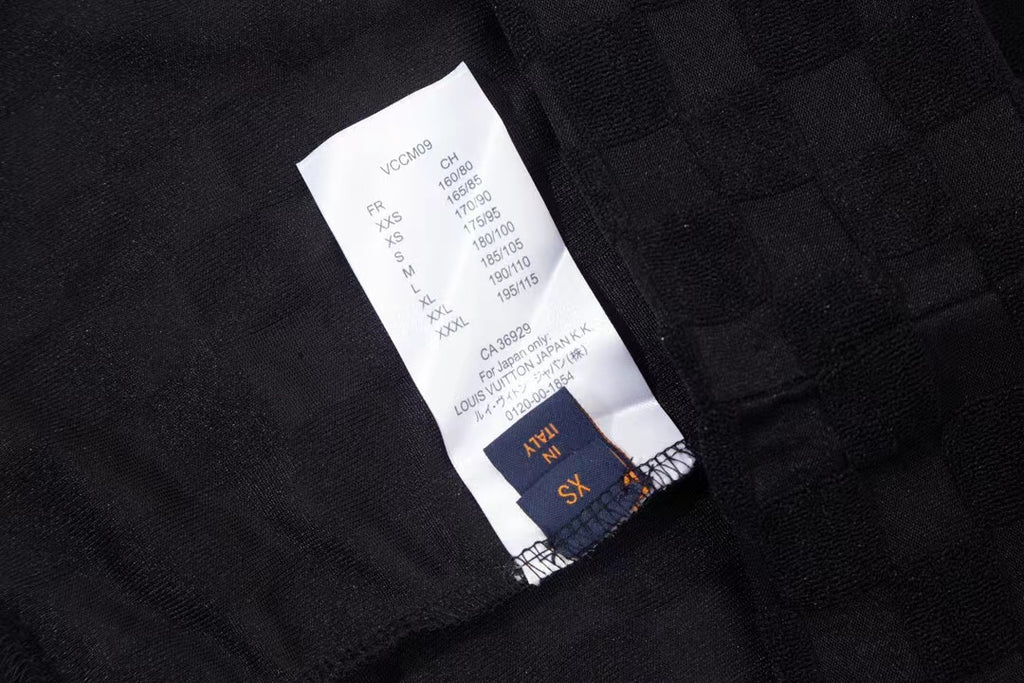 VCCM09
FR CH
XXS 160/80
XS 165/85
S 170/90
M 175/95
L 180/100
XL 185/105
XXL 190/110
XXXL 195/115
CA 36929
For Japan only:
LOUIS VUITTON JAPAN K.K.
ルイ・ヴィトン ジャパン(株)
0120-00-1854
IN
ITALY
XS